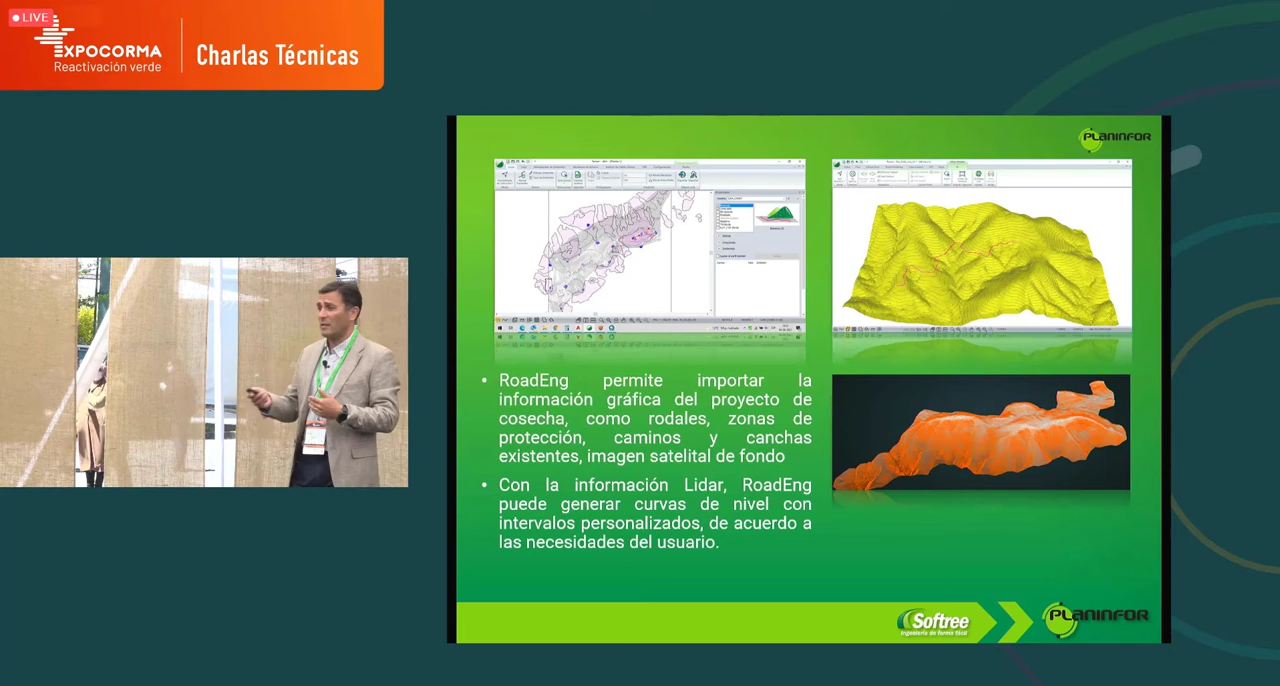 LIVE
EXPOCORMA
Reactivación verde
Charlas Técnicas
PLANINFOR
• RoadEng permite importar la
información gráfica del proyecto de
cosecha, como rodales, zonas de
protección, caminos y canchas
existentes, imagen satelital de fondo
• Con la información Lidar, RoadEng
puede generar curvas de nivel con
intervalos personalizados, de acuerdo a
las necesidades del usuario.
Softree
Ingeniería de forma fácil
PLANINFOR